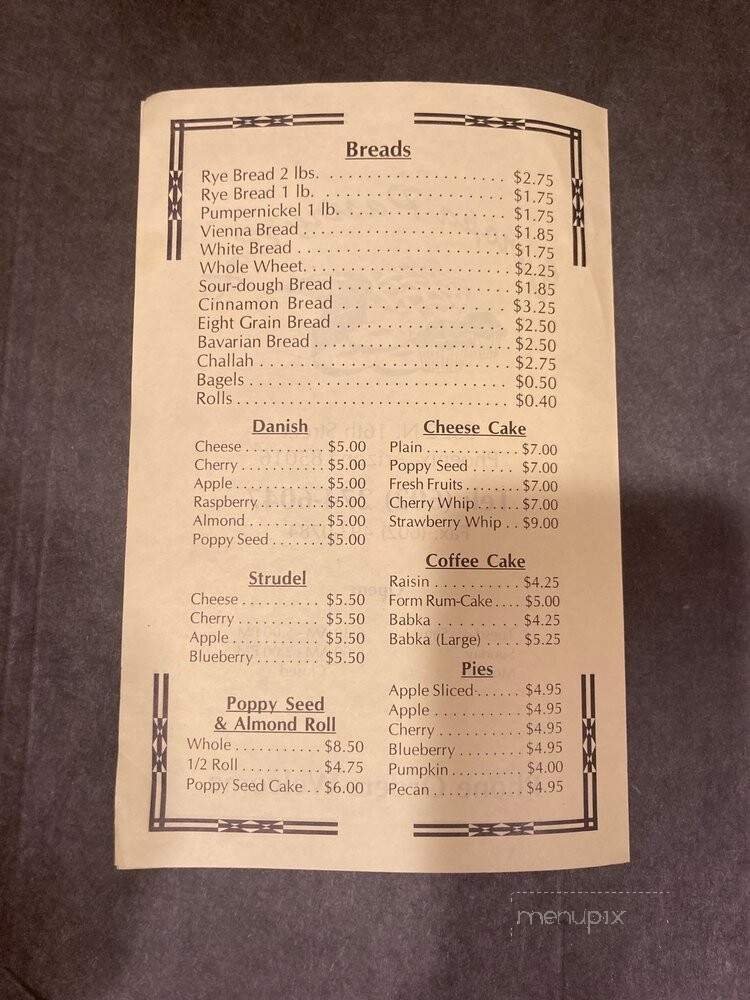 Breads
Rye Bread 2 lbs. . . . . . . . . . . . . . . . . . . . $2.75
Rye Bread 1 lb. . . . . . . . . . . . . . . . . . . . $1.75
Pumpernickel 1 lb. . . . . . . . . . . . . . . . . . $1.75
Vienna Bread . . . . . . . . . . . . . . . . . . . . . $1.85
White Bread . . . . . . . . . . . . . . . . . . . . . $1.75
Whole Wheet. . . . . . . . . . . . . . . . . . . . . $2.25
Sour-dough Bread . . . . . . . . . . . . . . . . . $1.85
Cinnamon Bread . . . . . . . . . . . . . $3.25
Eight Grain Bread . . . . . . . . . . . . . . . . . $2.50
Bavarian Bread . . . . . . . . . . . . . . . . . . . . $2.50
Challah . . . . . . . . . . . . . . . . . . . . . . . . $2.75
Bagels . . . . . . . . . . . . . . . . . . . . . . . . . $0.50
Rolls . . . . . . . . . . . . . . . . . . . . . . . . . . . $0.40
Danish
Cheese . . . . . . . . . $5.00
Cherry . . . . . . . . . . $5.00
Apple . . . . . . . . . . . $5.00
Raspberry . . . . . . . . $5.00
Almond . . . . . . . . . $5.00
Poppy Seed . . . . . . . $5.00
Strudel
Cheese . . . . . . . . . . $5.50
Cherry . . . . . . . . . . $5.50
Apple . . . . . . . . . . . $5.50
Blueberry . . . . . . . . $5.50
Poppy Seed
& Almond Roll
Whole . . . . . . . . . . . $8.50
1/2 Roll . . . . . . . . . . $4.75
Poppy Seed Cake . . $6.00
Cheese Cake
Plain . . . . . . . . . . . . $7.00
Poppy Seed . . . . $7.00
Fresh Fruits . . . . . . . $7.00
Cherry Whip . . . . . . $7.00
Strawberry Whip . . $9.00
Coffee Cake
Raisin . . . . . . . . . . $4.25
Form Rum-Cake . . . . $5.00
Babka . . . . . . . . $4.25
Babka (Large) . . . . $5.25
Pies
Apple Sliced . . . . . . $4.95
Apple . . . . . . . . . . $4.95
Cherry . . . . . . . . . . $4.95
Blueberry . . . . . . . . $4.95
Pumpkin . . . . . . . . . $4.00
Pecan . . . . . . . . . . . $4.95
menupix